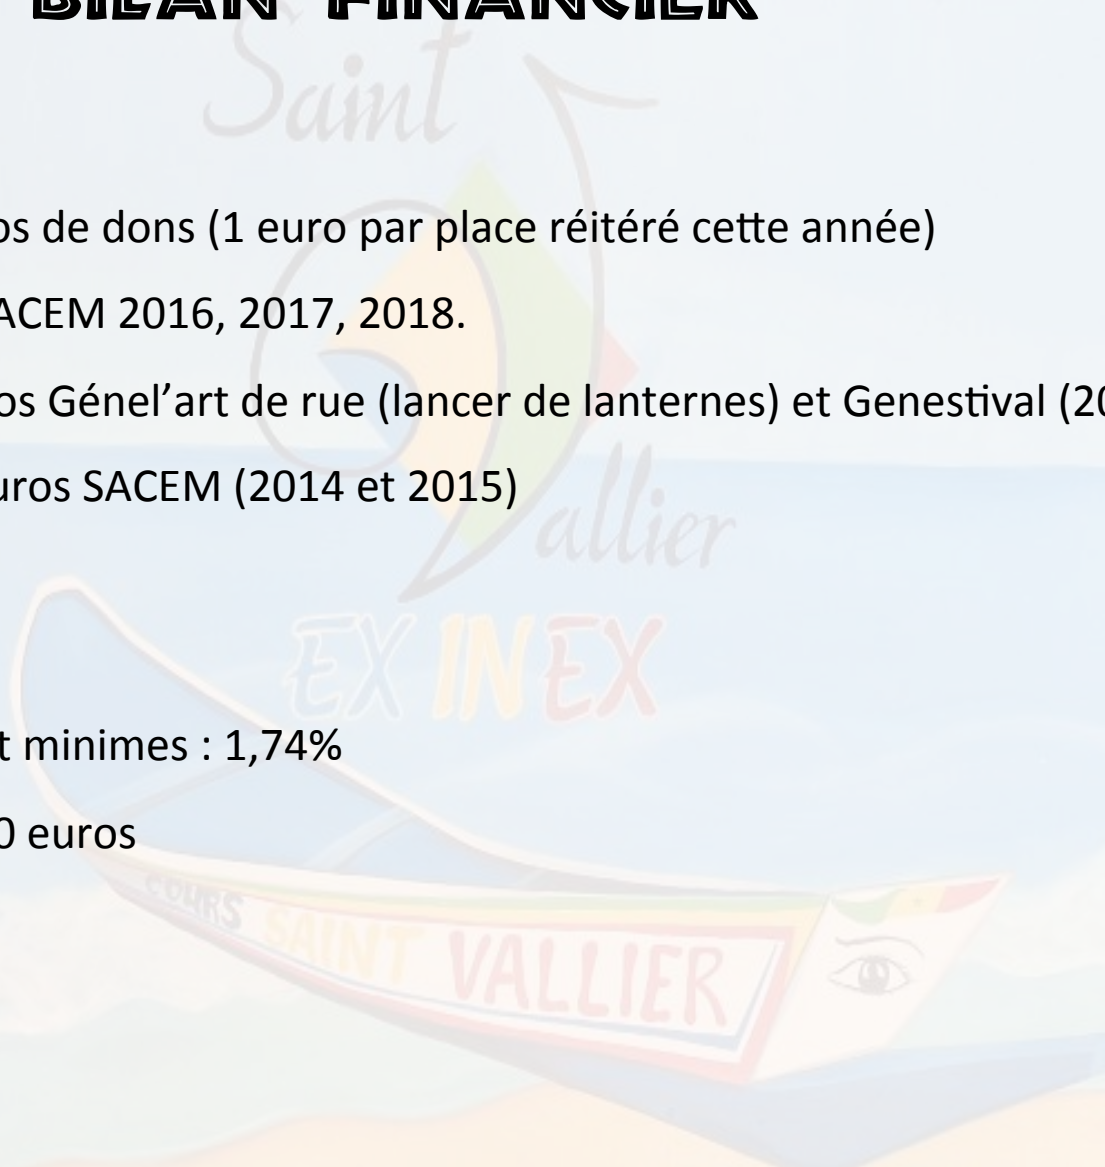 BILAN FINANCIER
Saint
os de dons (1 euro par place réitéré cette année)
ACEM 2016, 2017, 2018.
os Génel’art de rue (lancer de lanternes) et Genestival (20
uros SACEM (2014 et 2015)
Vallier
EX IN EX
t minimes : 1,74%
0 euros
COURS SAINT VALLIER